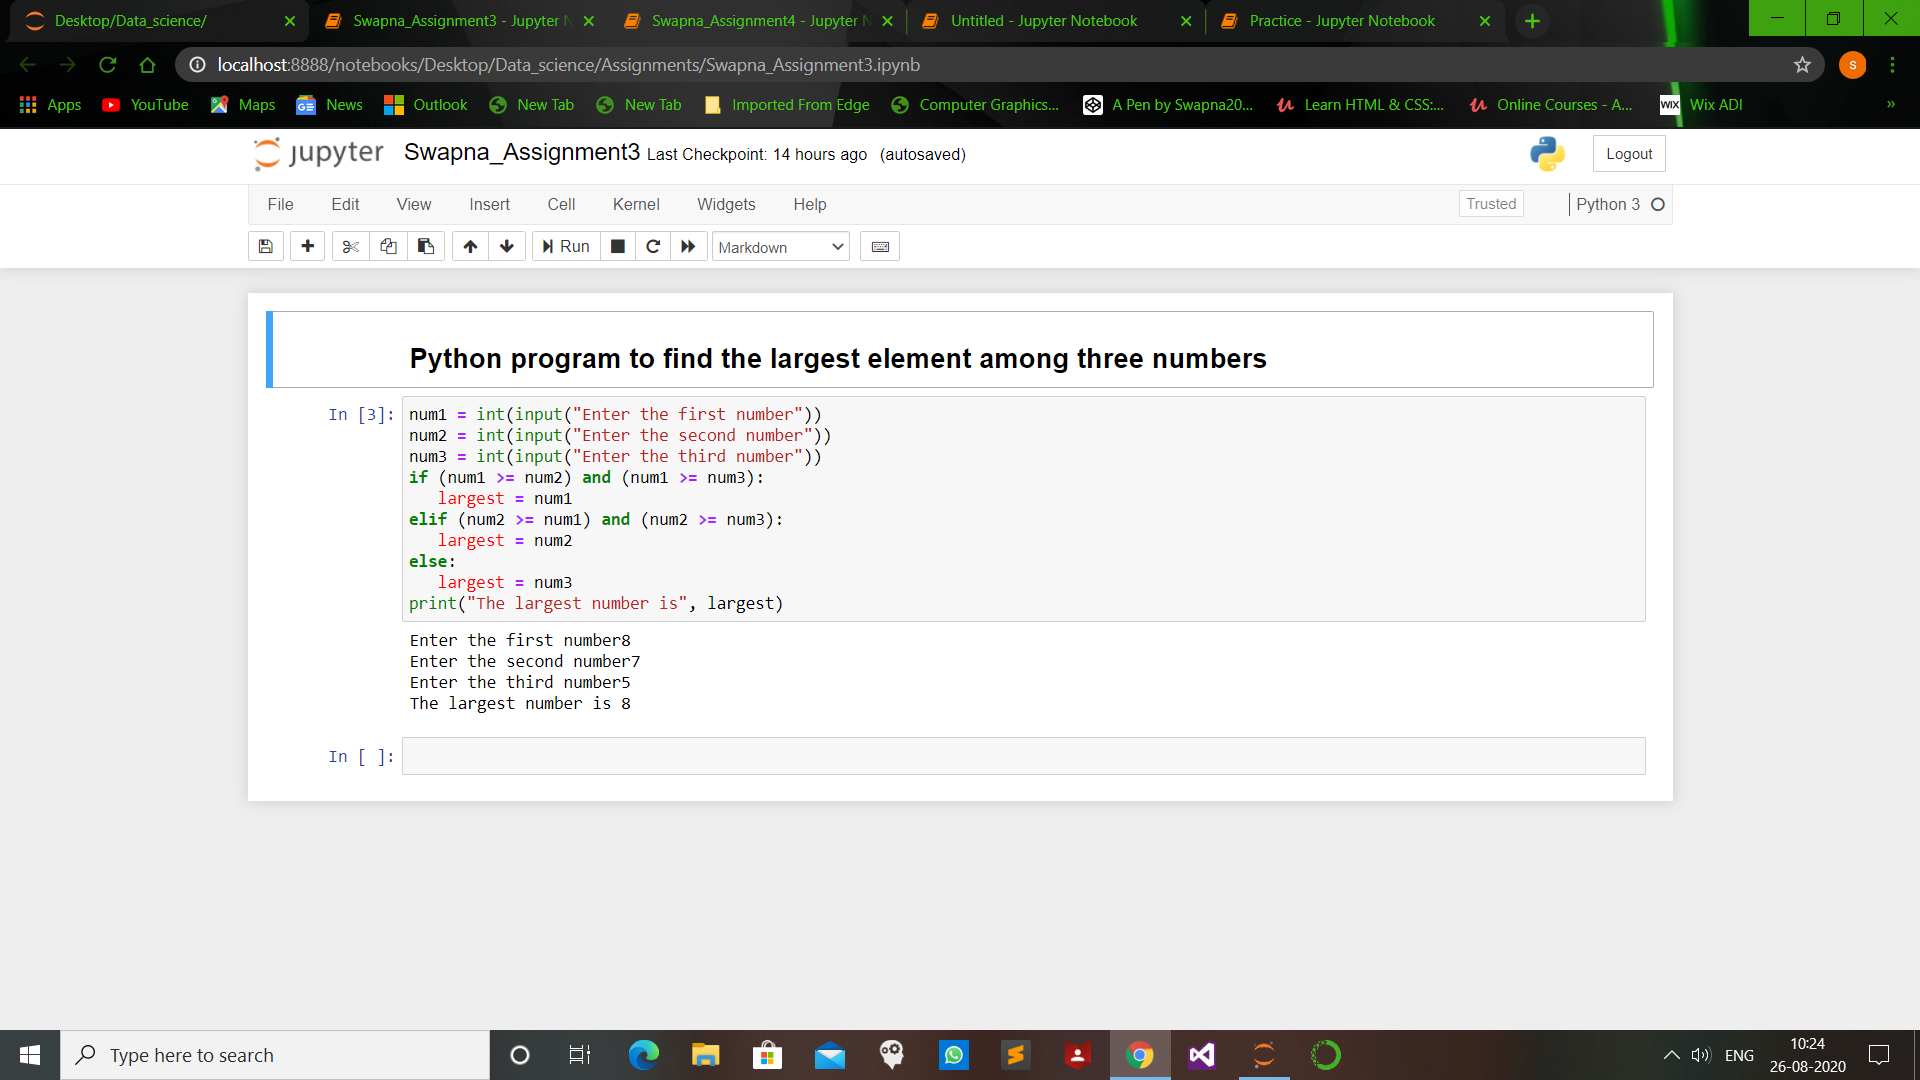 Desktop/Data_science/
Swapna_Assignment3 - Jupyter N
Swapna_Assignment4 - Jupyter N
Untitled - Jupyter Notebook
Practice - Jupyter Notebook
localhost:8888/notebooks/Desktop/Data_science/Assignments/Swapna_Assignment3.ipynb
S
Apps YouTube Maps News Outlook New Tab New Tab Imported From Edge Computer Graphics... A Pen by Swapna20... Learn HTML & CSS:... Online Courses - A... WIX Wix ADI »
jupyter Swapna_Assignment3 Last Checkpoint: 14 hours ago (autosaved)
Logout
File Edit View Insert Cell Kernel Widgets Help
Trusted
Python 3
Run
Markdown
Python program to find the largest element among three numbers
In [3]:
num1 = int(input("Enter the first number"))
num2 = int(input("Enter the second number"))
num3 = int(input("Enter the third number"))
if (num1 >= num2) and (num1 >= num3):
   largest = num1
elif (num2 >= num1) and (num2 >= num3):
   largest = num2
else:
   largest = num3
print("The largest number is", largest)
Enter the first number8
Enter the second number7
Enter the third number5
The largest number is 8
In [ ]:
Type here to search
ENG
10:24
26-08-2020